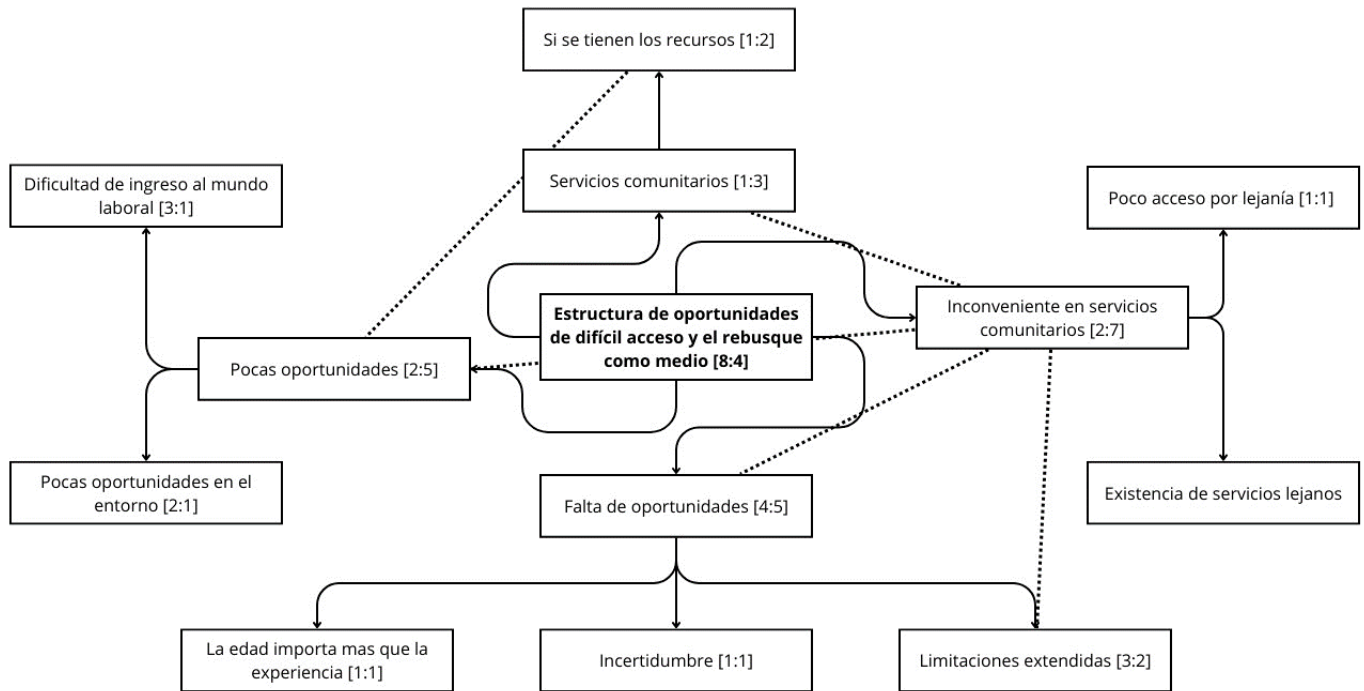 Si se tienen los recursos [1:2]
Servicios comunitarios [1:3]
Dificultad de ingreso al mundo
laboral [3:1]
Poco acceso por lejanía [1:1]
Estructura de oportunidades
de difícil acceso y el rebusque
como medio [8:4]
Inconveniente en servicios
comunitarios [2:7]
Pocas oportunidades [2:5]
Pocas oportunidades en el
entorno [2:1]
Falta de oportunidades [4:5]
Existencia de servicios lejanos
La edad importa mas que la
experiencia [1:1]
Incertidumbre [1:1]
Limitaciones extendidas [3:2]